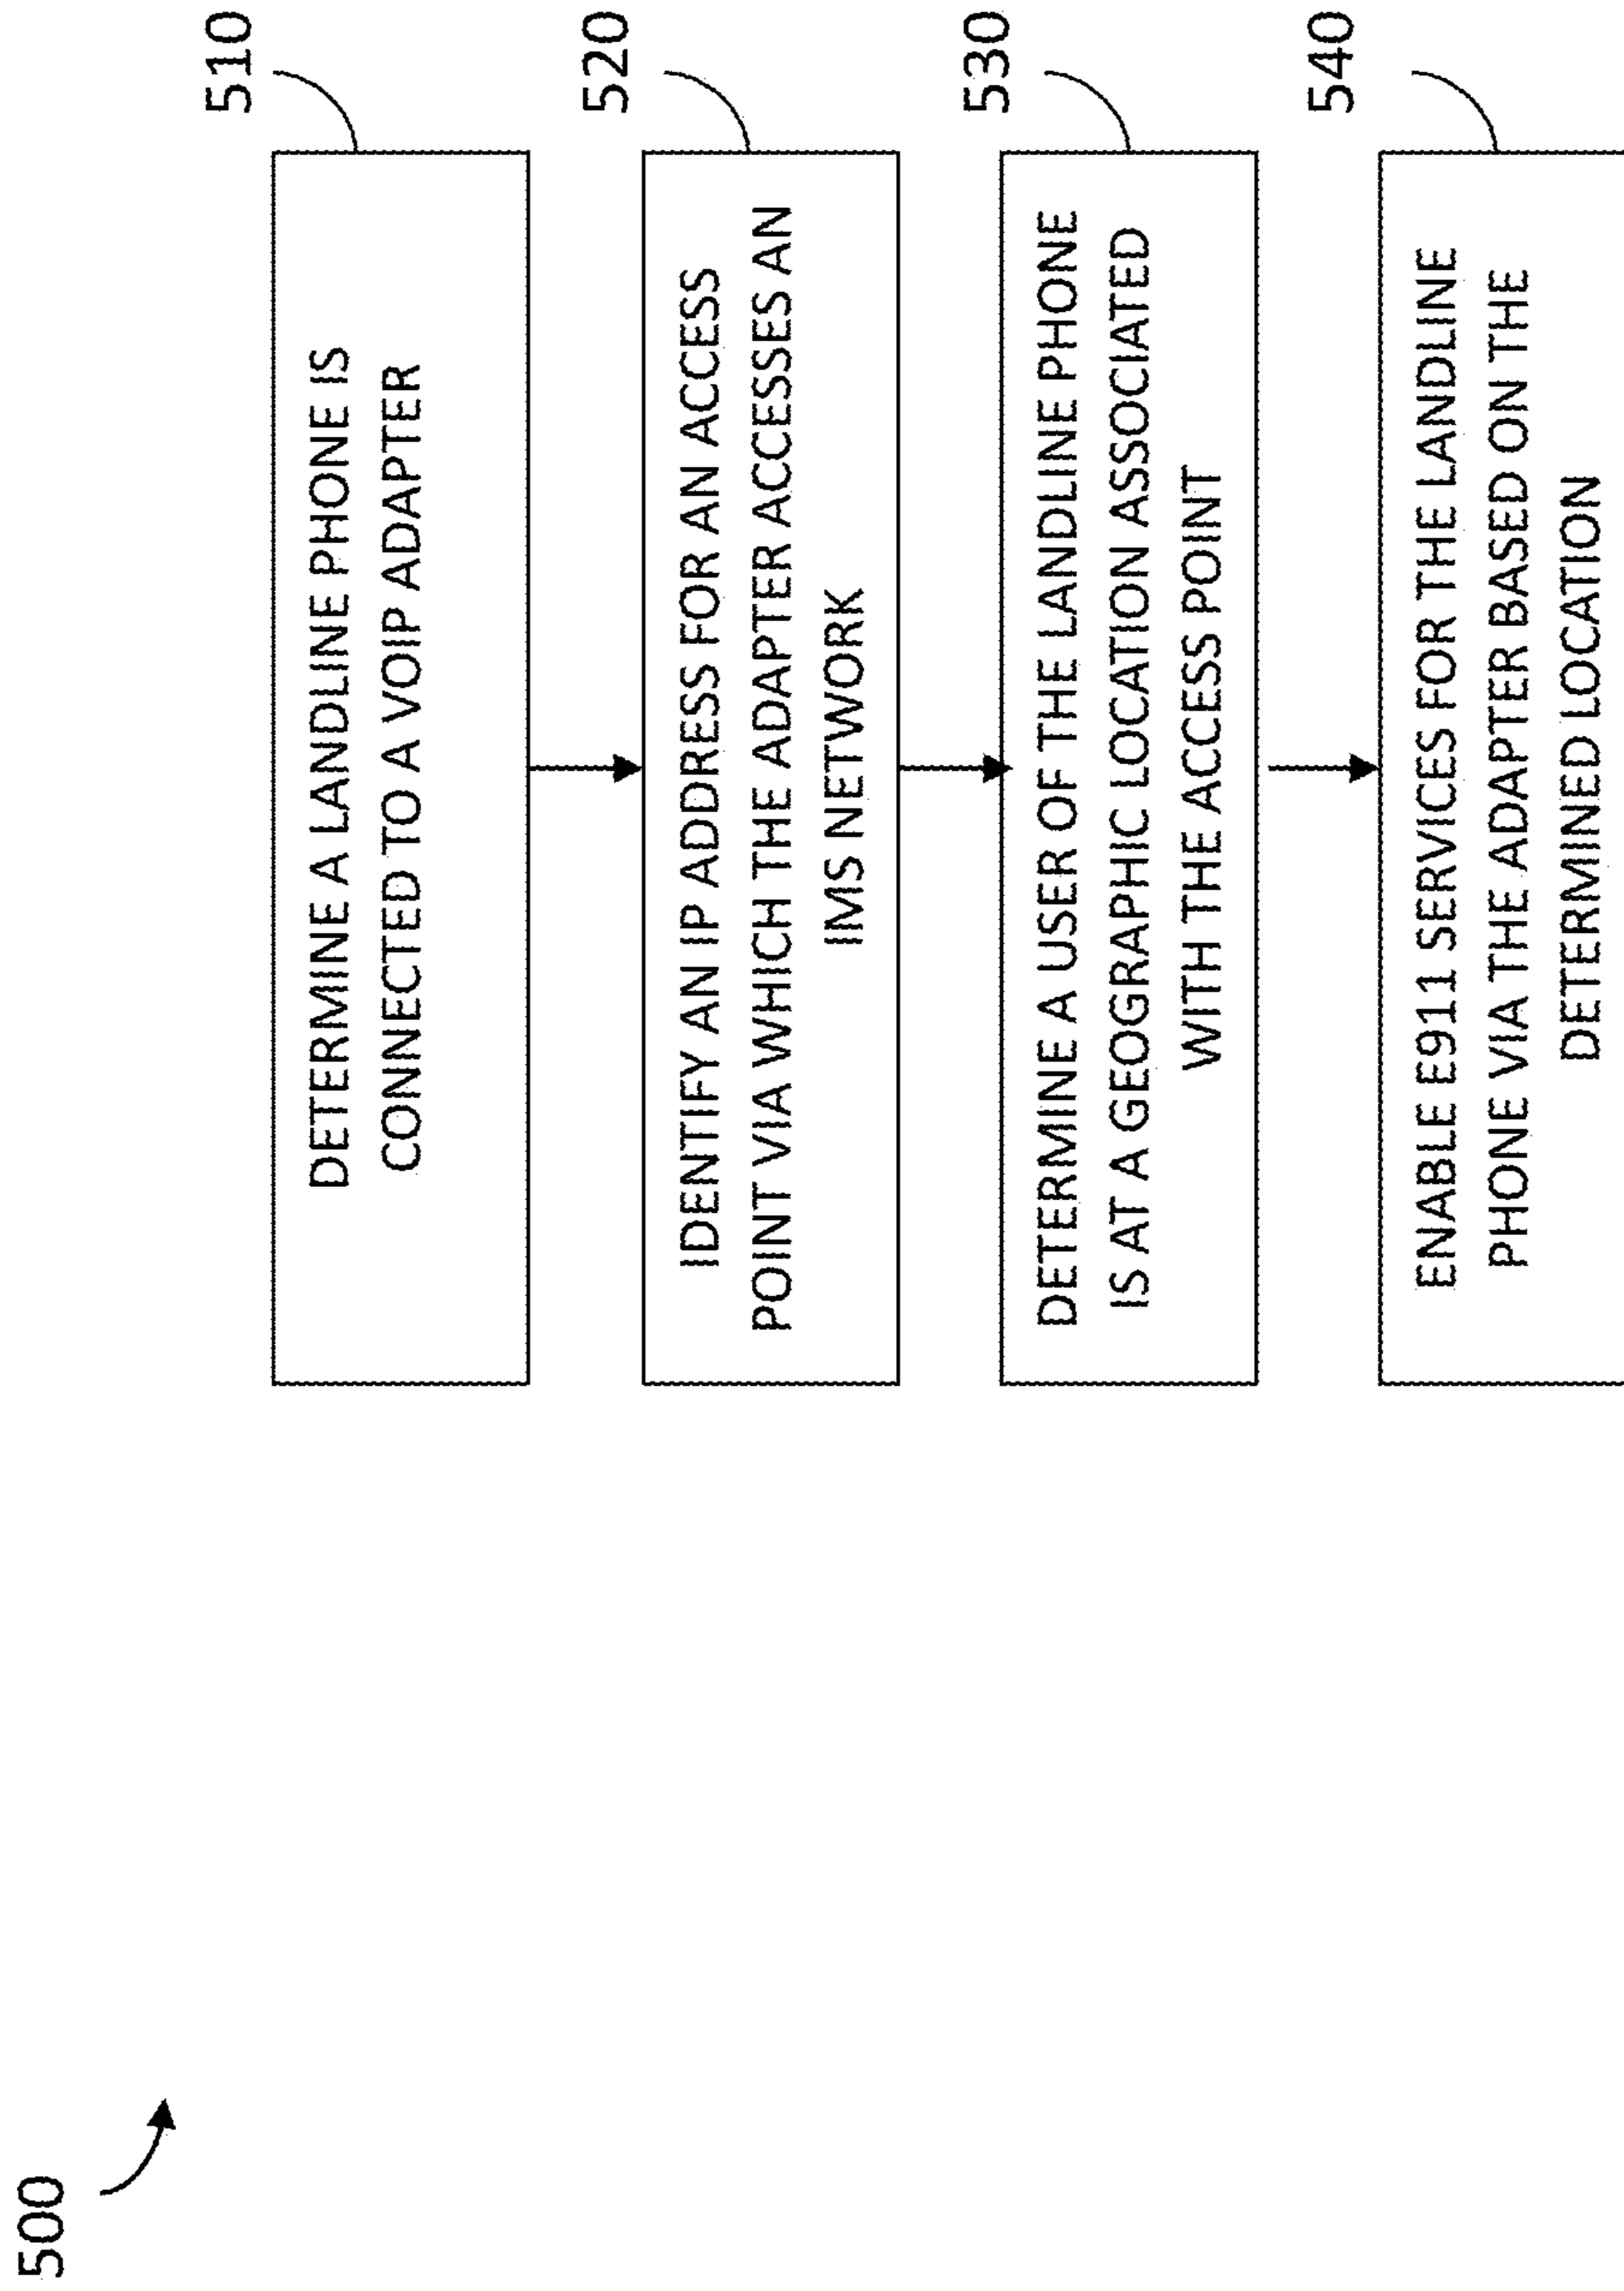 500
510
DETERMINE A LANDLINE PHONE IS
CONNECTED TO A VOIP ADAPTER
520
IDENTIFY AN IP ADDRESS FOR AN ACCESS
POINT VIA WHICH THE ADAPTER ACCESSES AN
IMS NETWORK
530
DETERMINE A USER OF THE LANDLINE PHONE
IS AT A GEOGRAPHIC LOCATION ASSOCIATED
WITH THE ACCESS POINT
540
ENABLE E911 SERVICES FOR THE LANDLINE
PHONE VIA THE ADAPTER BASED ON THE
DETERMINED LOCATION